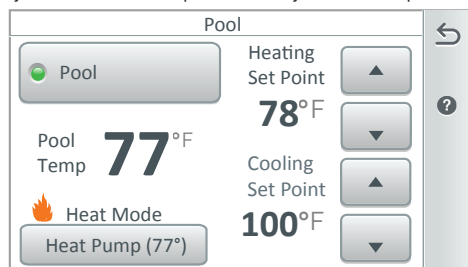 Pool
Pool
Heating
Set Point
78°F
Pool
Temp
77°F
Cooling
Set Point
100°F
Heat Mode
Heat Pump (77°)
?